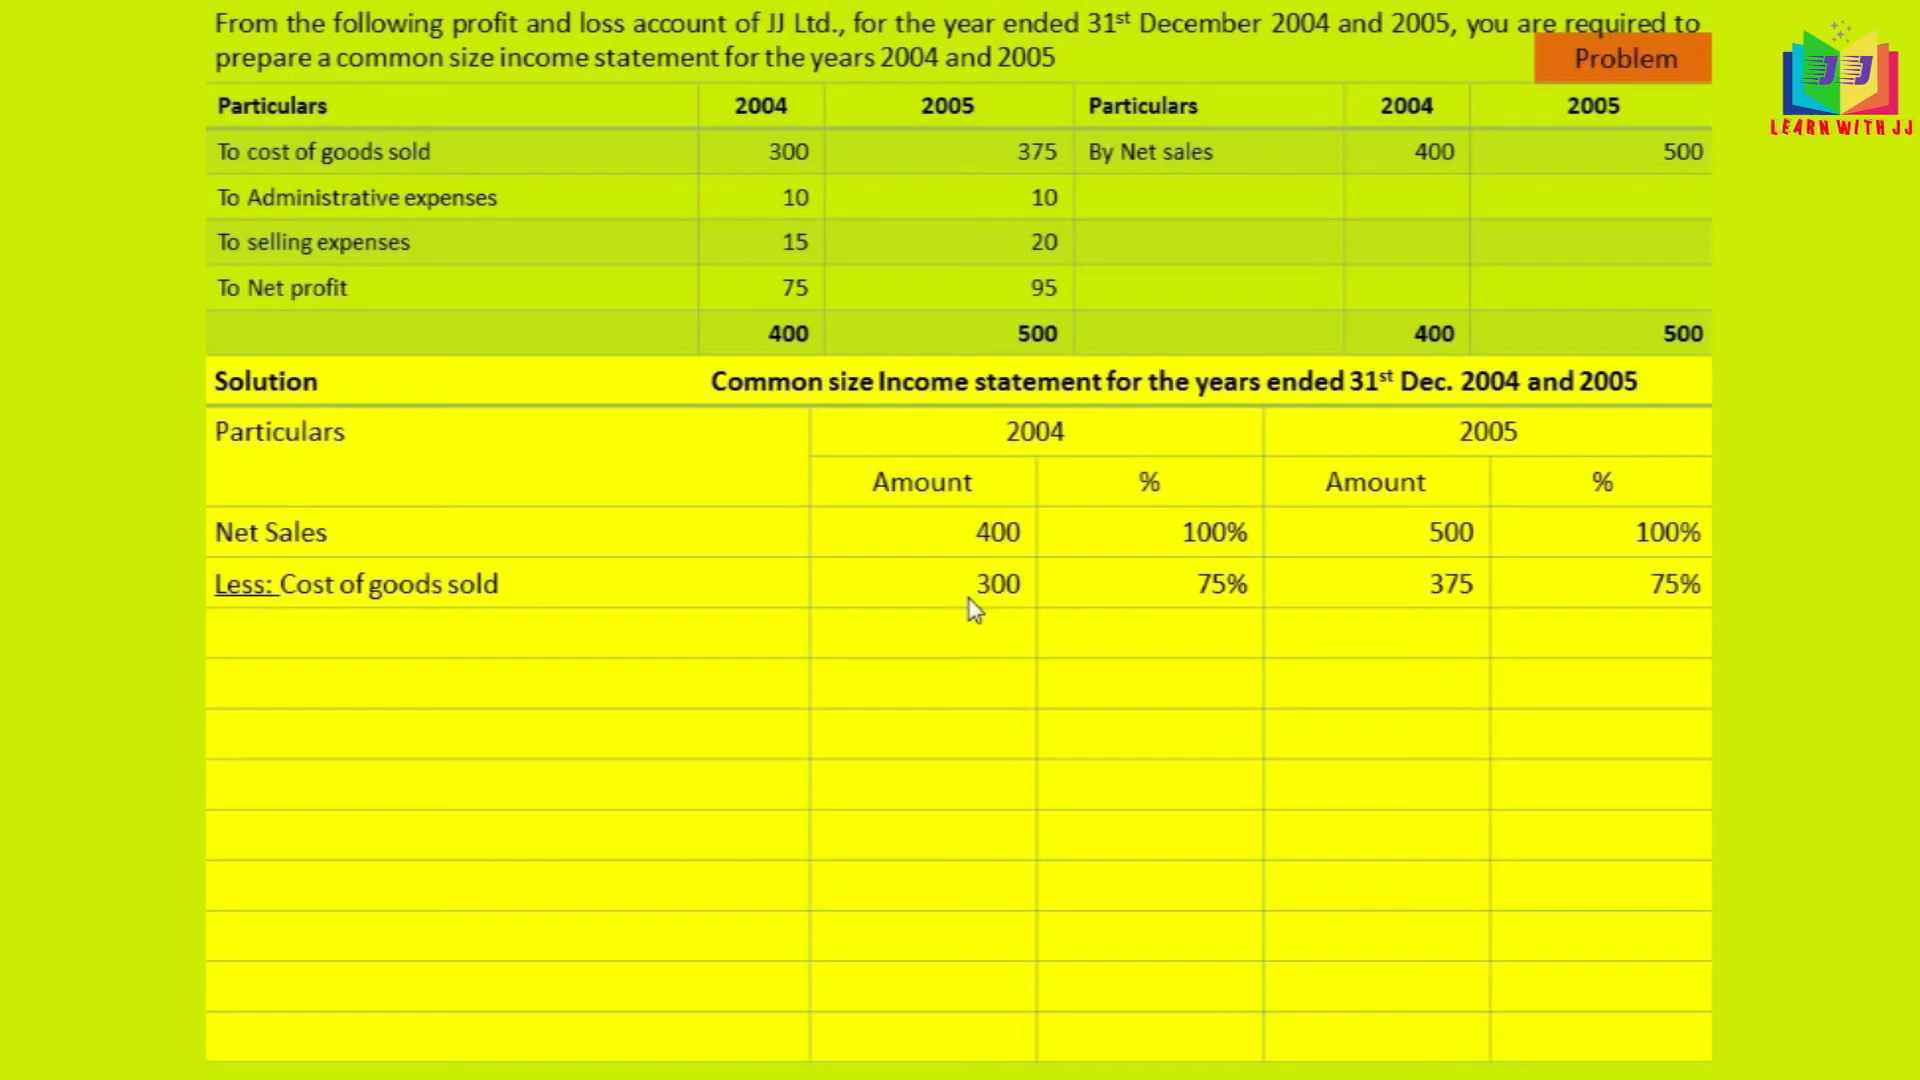 From the following profit and loss account of JJ Ltd., for the year ended 31st December 2004 and 2005, you are required to
prepare a common size income statement for the years 2004 and 2005
Problem
LEARN WITH JJ
Particulars 2004 2005 Particulars 2004 2005
To cost of goods sold 300 375 By Net sales 400 500
To Administrative expenses 10 10
To selling expenses 15 20
To Net profit 75 95
400 500 400 500
Solution Common size Income statement for the years ended 31st Dec. 2004 and 2005
Particulars 2004 2005
Amount % Amount %
Net Sales 400 100% 500 100%
Less: Cost of goods sold 300 75% 375 75%